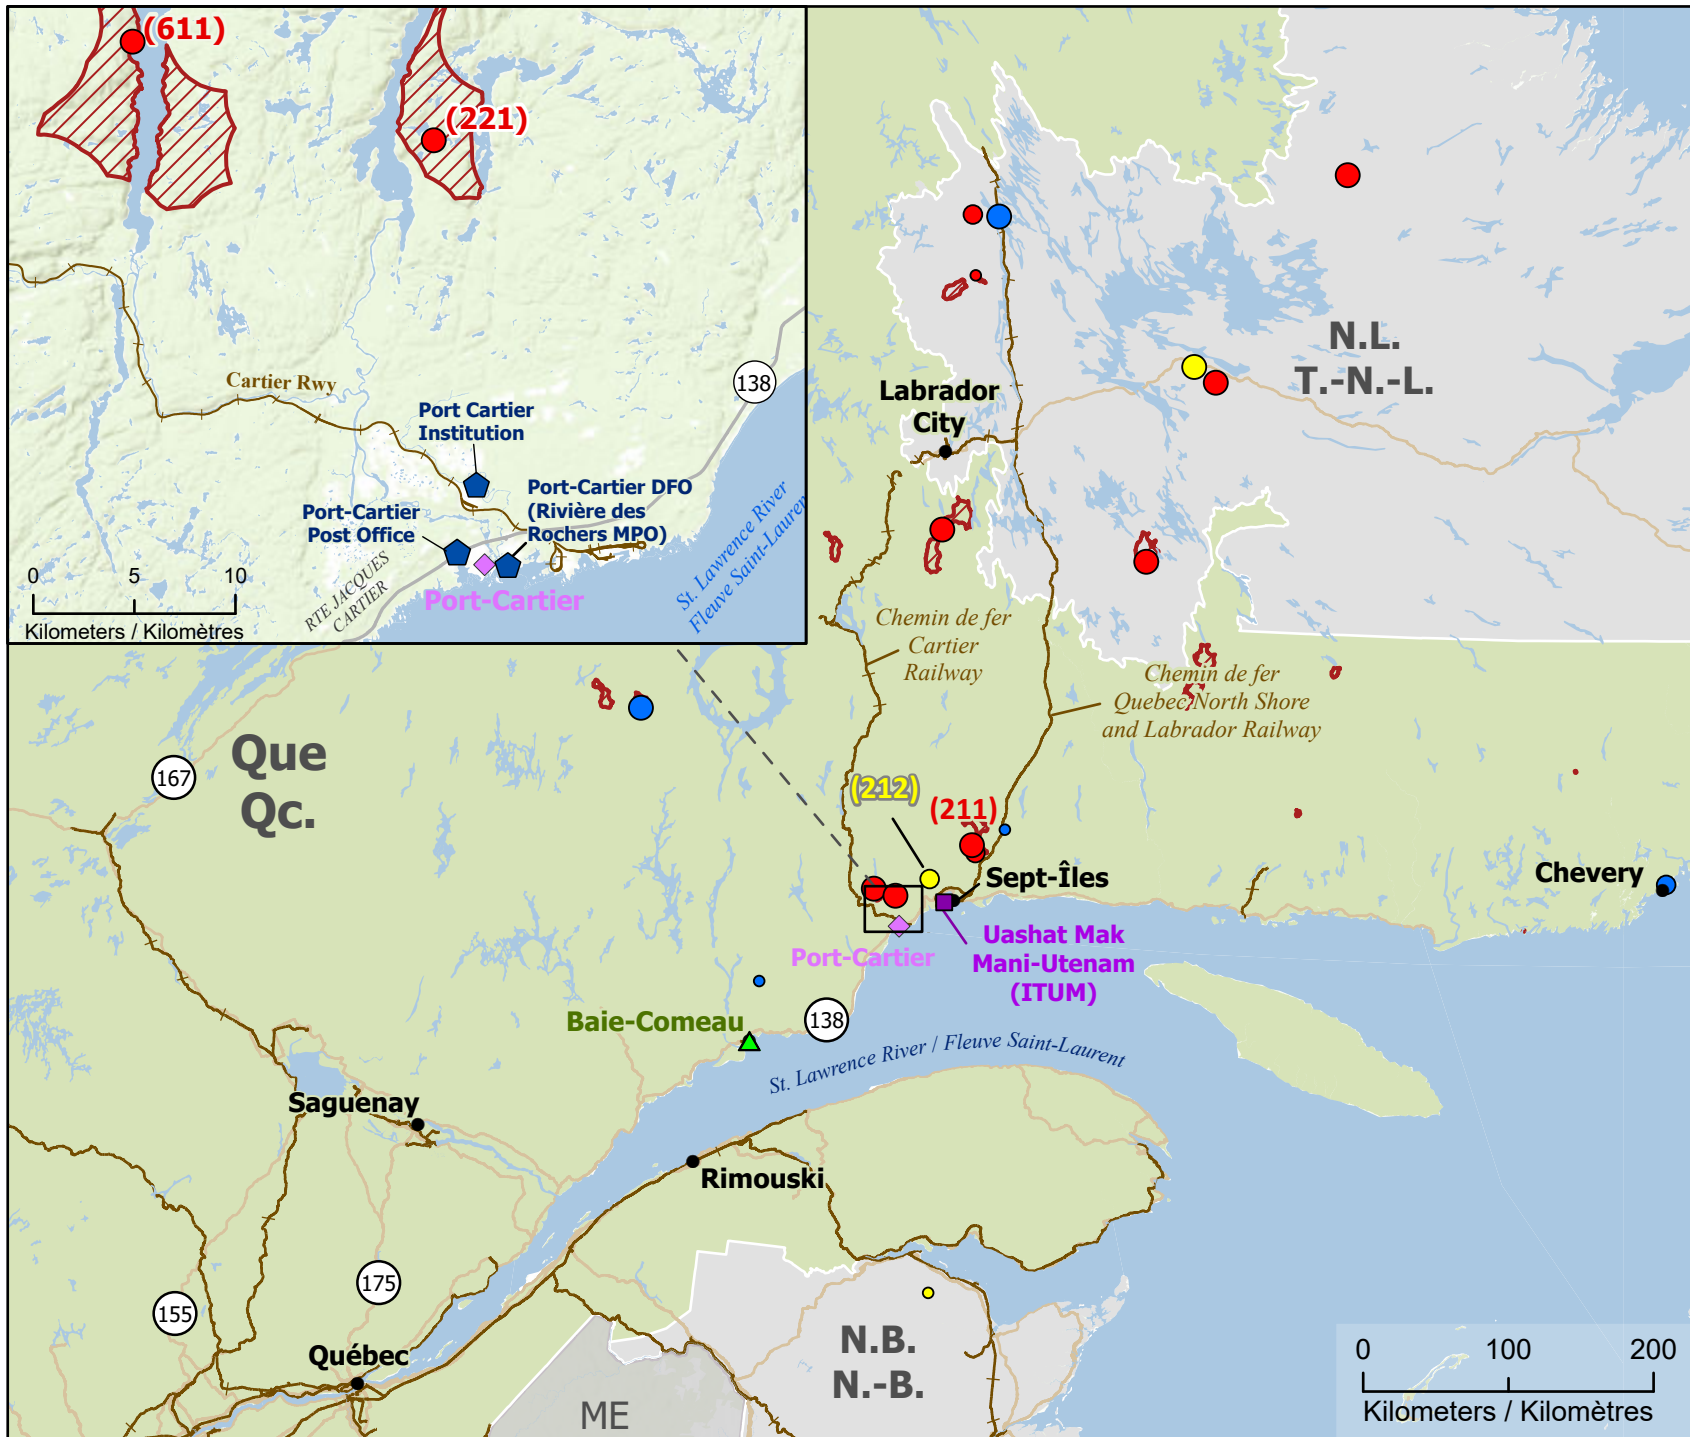 (611)
(221)
138
Cartier Rwy
Port Cartier
Institution
Port-Cartier DFO
(Rivière des
Rochers MPO)
Port-Cartier
Post Office
Port-Cartier
RTE JACQUES
CARTIER
St. Lawrence River
Fleuve Saint-Laurent
0 5 10
Kilometers / Kilomètres
N.L.
T.-N.-L.
Labrador
City
Chemin de fer
Cartier
Railway
Chemin de fer
Quebec North Shore
and Labrador Railway
Que
Qc.
167
(212)
(211)
Sept-Îles
Chevery
Port-Cartier
Uashat Mak
Mani-Utenam
(ITUM)
Baie-Comeau
138
St. Lawrence River / Fleuve Saint-Laurent
Saguenay
Rimouski
175
155
Québec
N.B.
N.-B.
ME
0 100 200
Kilometers / Kilomètres